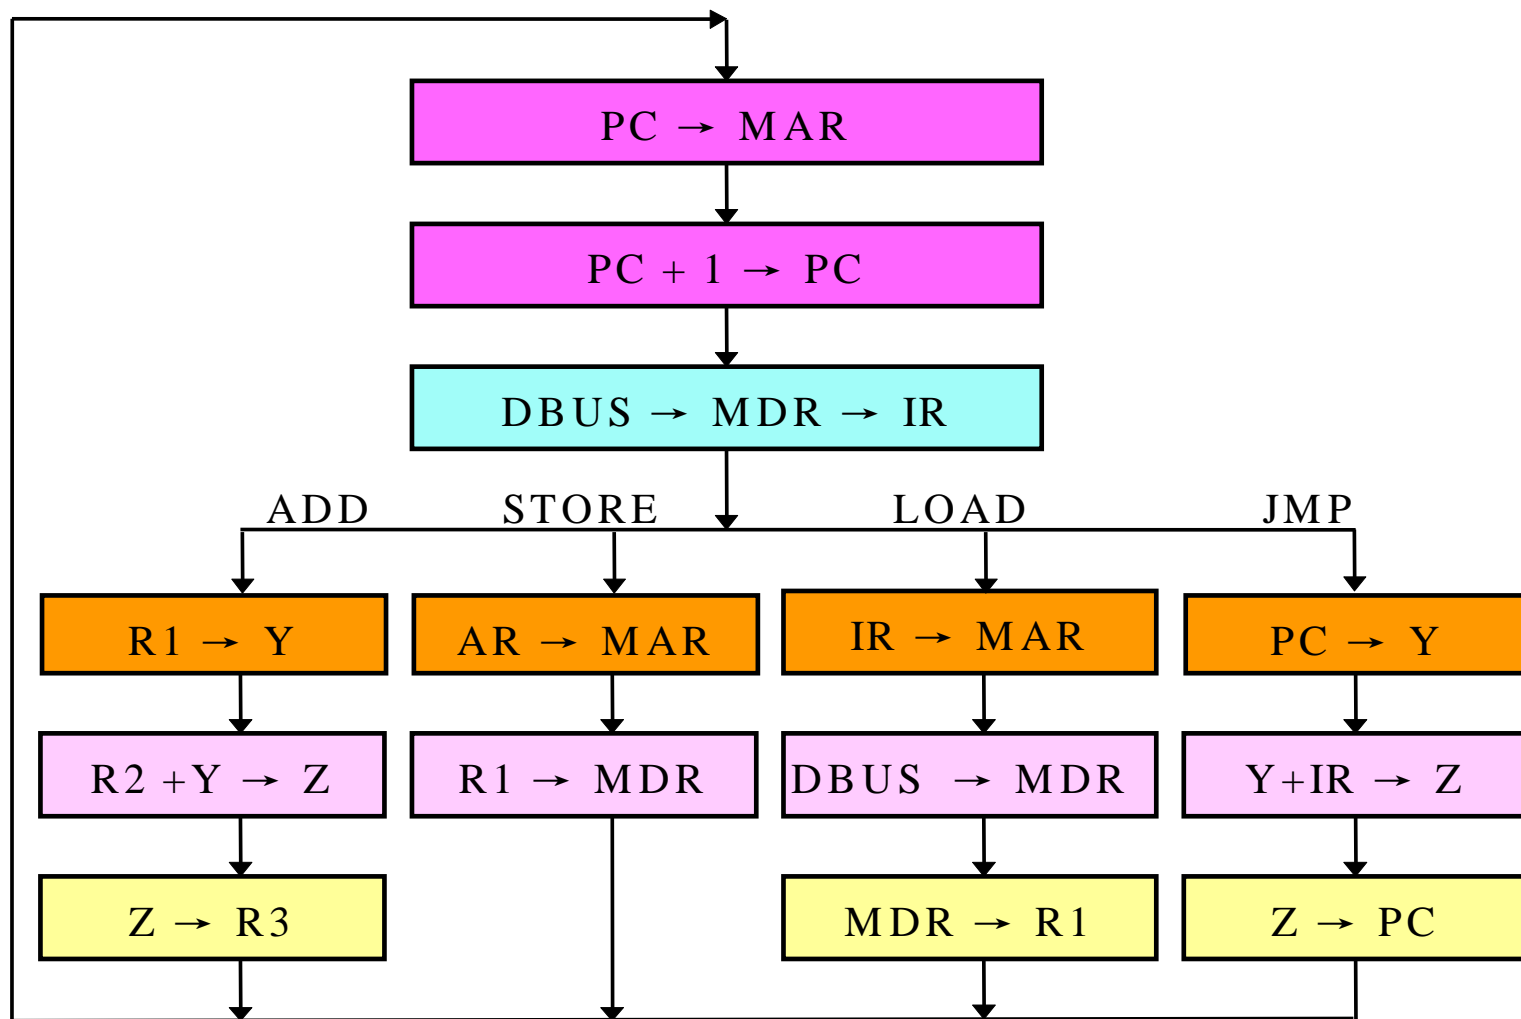 PC → MAR
PC + 1 → PC
DBUS → MDR → IR
ADD STORE LOAD JMP
R1 → Y AR → MAR IR → MAR PC → Y
R2 +Y → Z R1 → MDR DBUS → MDR Y+IR → Z
Z → R3 MDR → R1 Z → PC